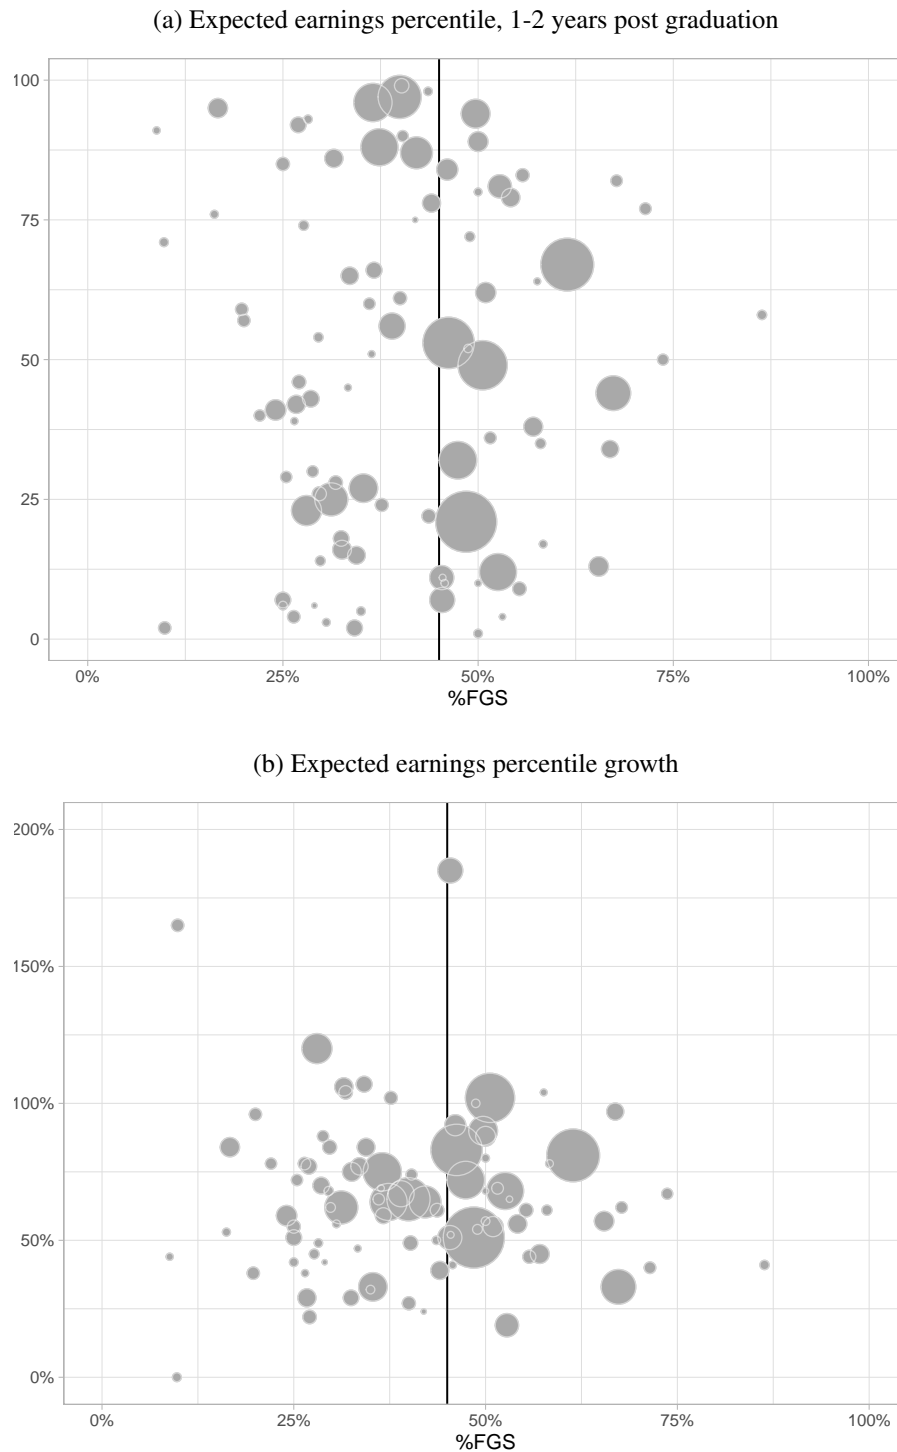 (a) Expected earnings percentile, 1-2 years post graduation
100
75
50
25
0
0% 25% 50% 75% 100%
%FGS
(b) Expected earnings percentile growth
200%
150%
100%
50%
0%
0% 25% 50% 75% 100%
%FGS